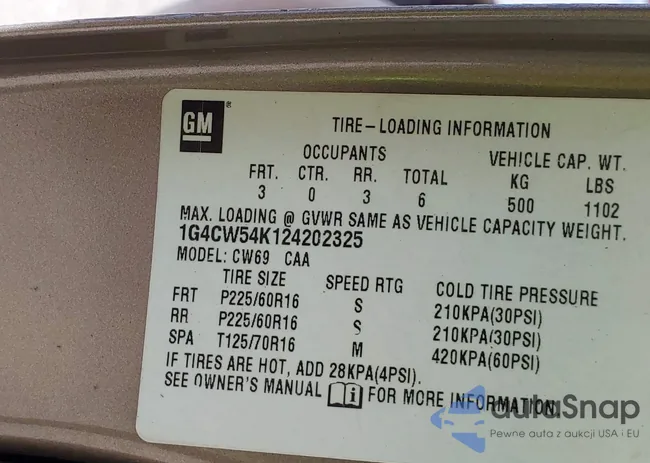 GM®
TIRE-LOADING INFORMATION
OCCUPANTS VEHICLE CAP. WT.
FRT. CTR. RR. TOTAL KG LBS
3 0 3 6 500 1102
MAX. LOADING @ GVWR SAME AS VEHICLE CAPACITY WEIGHT.
1G4CW54K124202325
MODEL: CW69 CAA
TIRE SIZE SPEED RTG COLD TIRE PRESSURE
FRT P225/60R16 S 210KPA(30PSI)
RR P225/60R16 S 210KPA(30PSI)
SPA T125/70R16 M 420KPA(60PSI)
IF TIRES ARE HOT, ADD 28KPA(4PSI).
SEE OWNER'S MANUAL i FOR MORE INFORMATION
autaSnap
Pewne auta z aukcji USA i EU